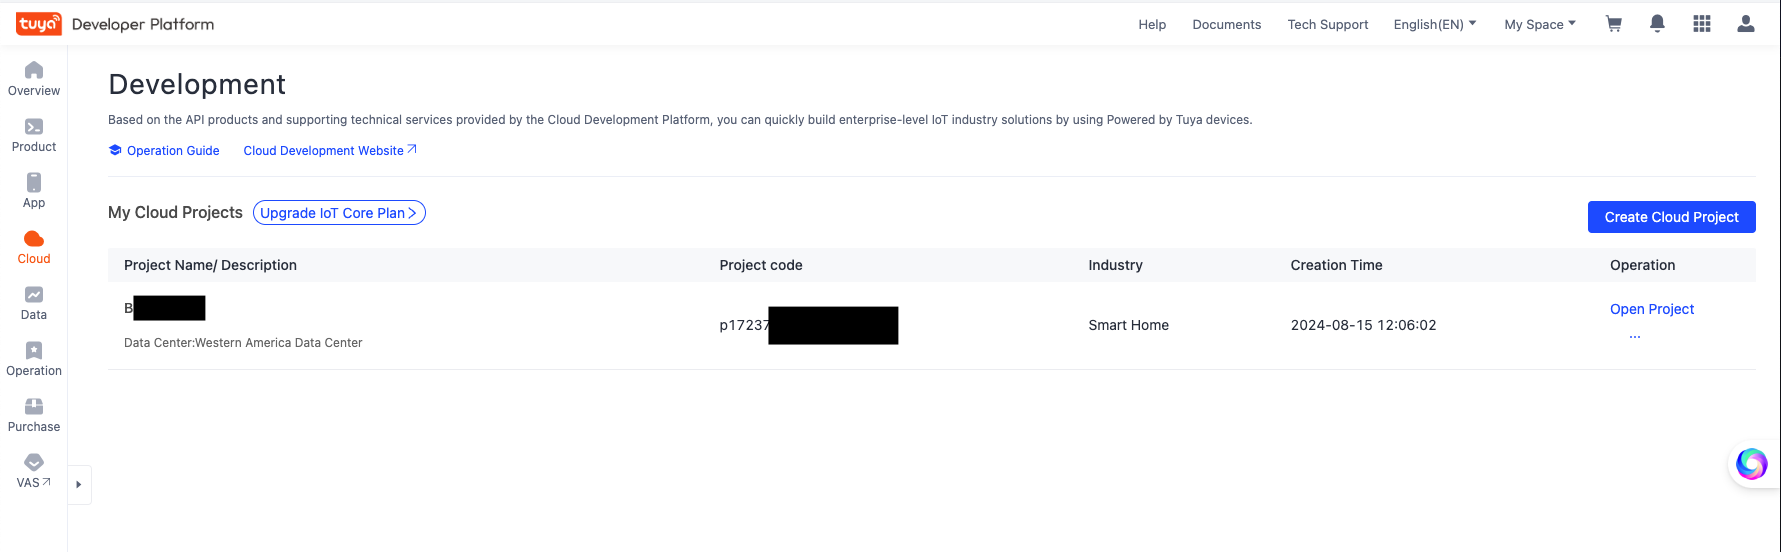 tuya Developer Platform Help Documents Tech Support English(EN) My Space
Overview
Product
App
Cloud
Data
Operation
Purchase
VAS
Development
Based on the API products and supporting technical services provided by the Cloud Development Platform, you can quickly build enterprise-level IoT industry solutions by using Powered by Tuya devices.
Operation Guide Cloud Development Website
My Cloud Projects Upgrade IoT Core Plan >
Create Cloud Project
Project Name/ Description Project code Industry Creation Time Operation
B p17237 Smart Home 2024-08-15 12:06:02 Open Project
...
Data Center:Western America Data Center